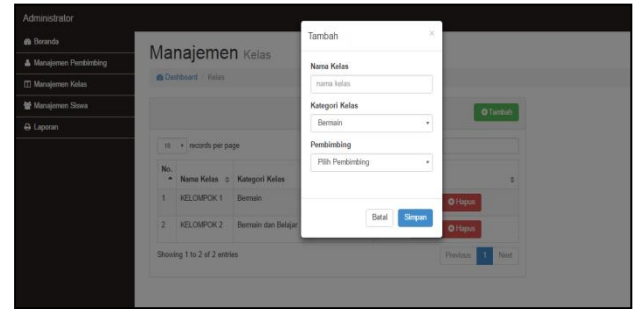 Administrator
Beranda
Manajemen Pembimbing
Manajemen Kelas
Manajemen Siswa
Laporan
Manajemen Kelas
Dashboard / Kelas
Tambah
10 records per page
No. Nama Kelas Kategori Kelas
1 KELOMPOK 1 Bermain Hapus
2 KELOMPOK 2 Bermain dan Belajar Hapus
Showing 1 to 2 of 2 entries
Previous 1 Next
Tambah ×
Nama Kelas
nama kelas
Kategori Kelas
Bermain
Pembimbing
Pilih Pembimbing
Batal Simpan